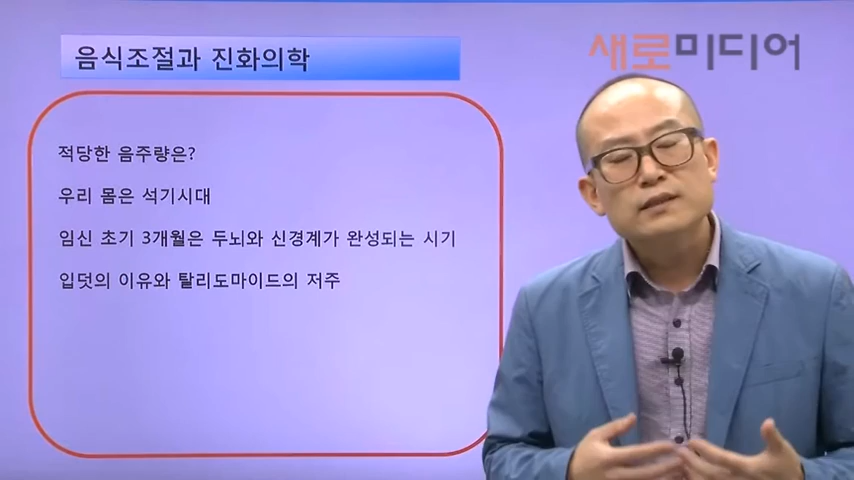 음식조절과 진화의학
새로미디어
적당한 음주량은?
우리 몸은 석기시대
임신 초기 3개월은 두뇌와 신경계가 완성되는 시기
입덧의 이유와 탈리도마이드의 저주